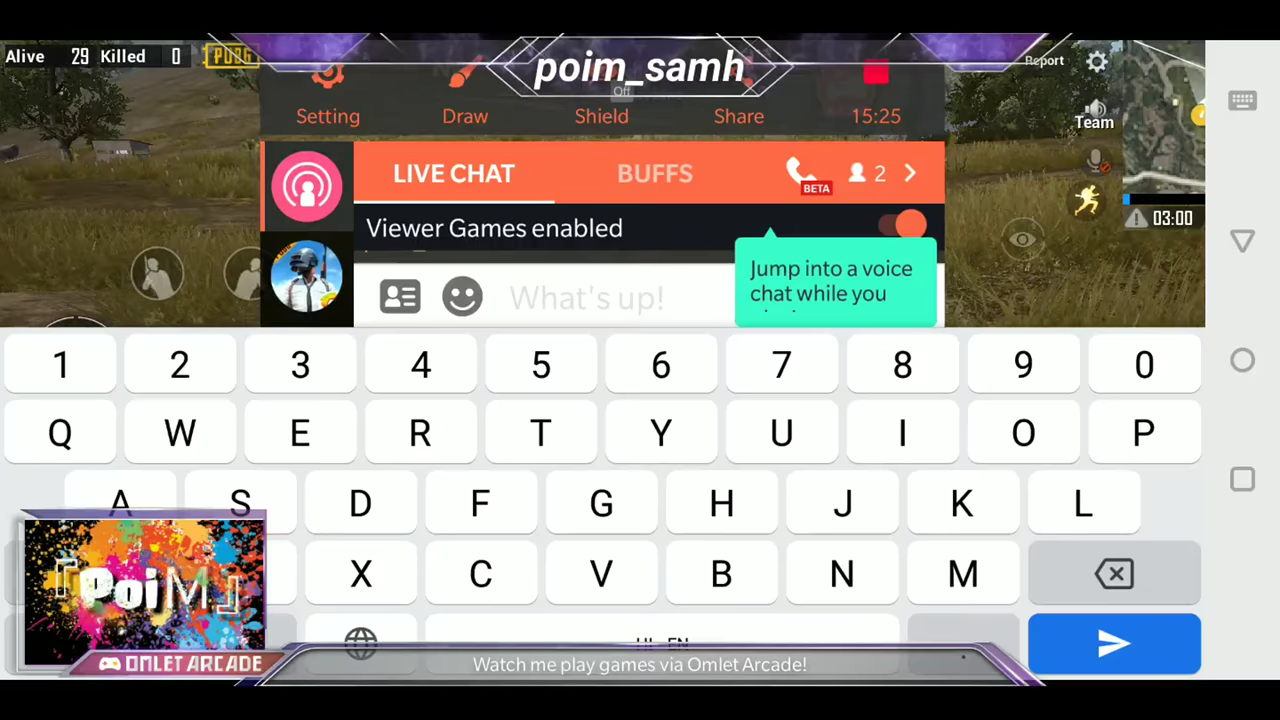 Alive 29 Killed 0 PUBG
poim_samh
Report
Off
Setting Draw Shield Share 15:25
Team
LIVE CHAT BUFFS BETA 2
03:00
Viewer Games enabled
Jump into a voice
chat while you
What's up!
1 2 3 4 5 6 7 8 9 0
Q W E R T Y U I O P
A S D F G H J K L
X C V B N M
『PoiM』
OMLET ARCADE
Watch me play games via Omlet Arcade!